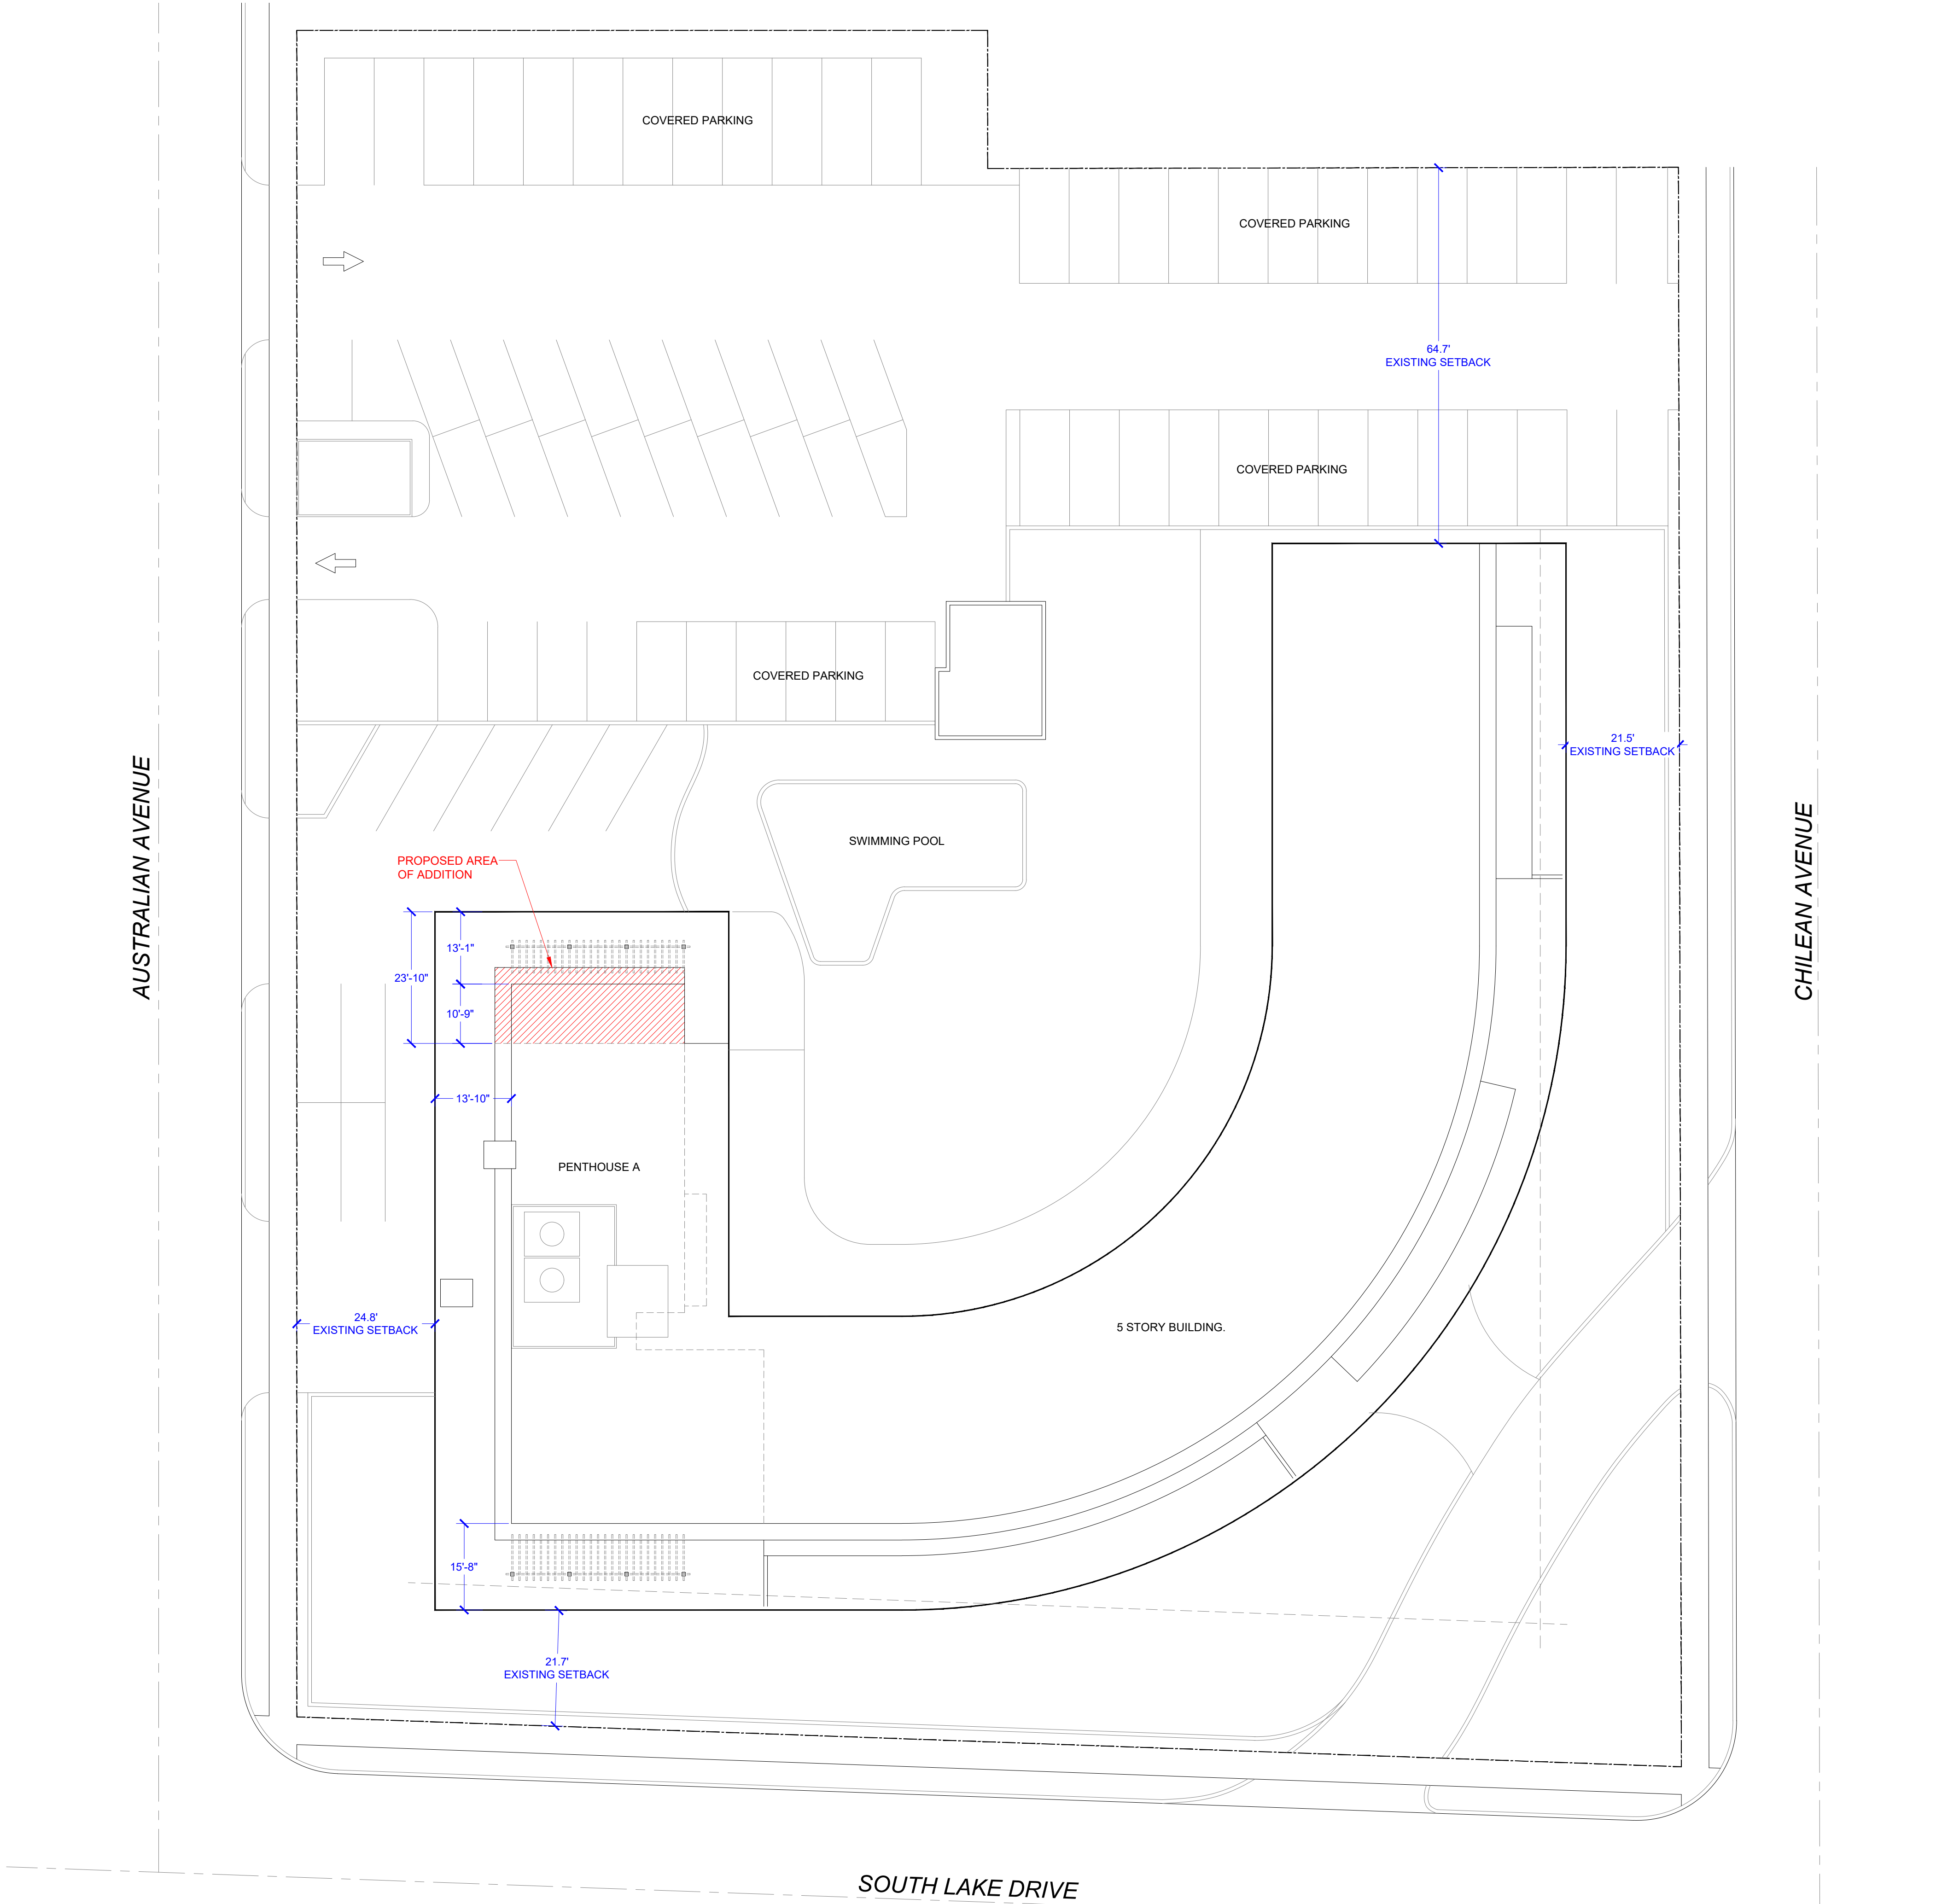 COVERED PARKING
COVERED PARKING
64.7'
EXISTING SETBACK
COVERED PARKING
COVERED PARKING
21.5'
EXISTING SETBACK
AUSTRALIAN AVENUE
CHILEAN AVENUE
SWIMMING POOL
PROPOSED AREA
OF ADDITION
13'-1"
23'-10"
10'-9"
13'-10"
PENTHOUSE A
24.8'
EXISTING SETBACK
5 STORY BUILDING.
15'-8"
21.7'
EXISTING SETBACK
SOUTH LAKE DRIVE